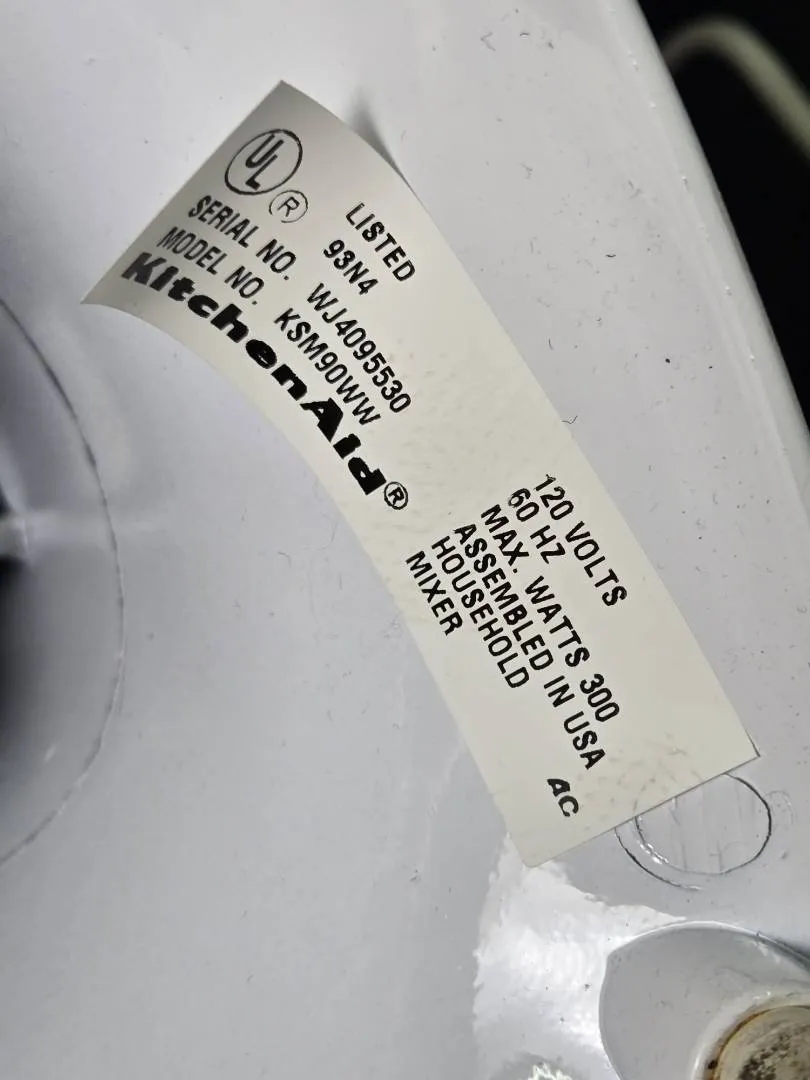 UL ®
LISTED
93N4
SERIAL NO. WJ4095530
MODEL NO. KSM90WW
KitchenAid®
120 VOLTS
60 HZ
MAX. WATTS 300
ASSEMBLED IN USA
HOUSEHOLD
MIXER
AC